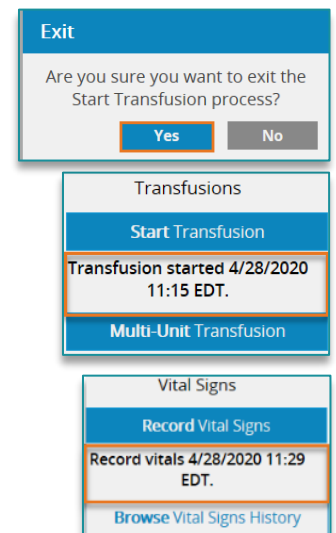 Exit
Are you sure you want to exit the
Start Transfusion process?
Yes No
Transfusions
Start Transfusion
Transfusion started 4/28/2020
11:15 EDT.
Multi-Unit Transfusion
Vital Signs
Record Vital Signs
Record vitals 4/28/2020 11:29
EDT.
Browse Vital Signs History